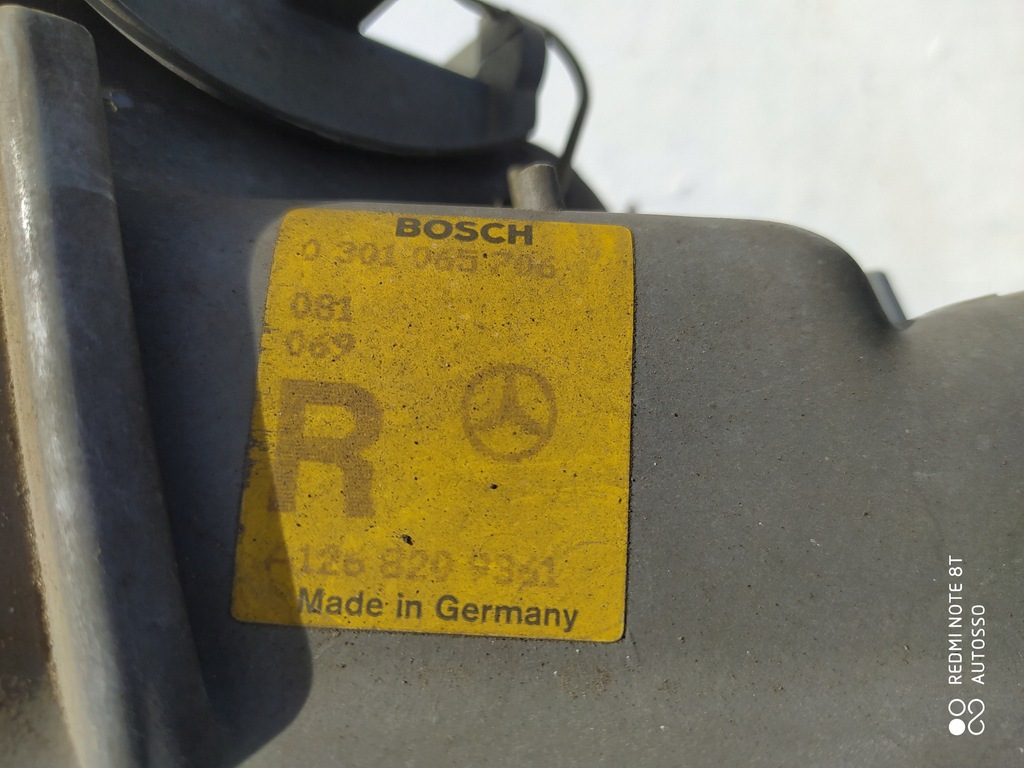 BOSCH
0 301 065 706
081
069
R
A 126 820 9361
Made in Germany
REDMI NOTE 8T
AUTOSSO